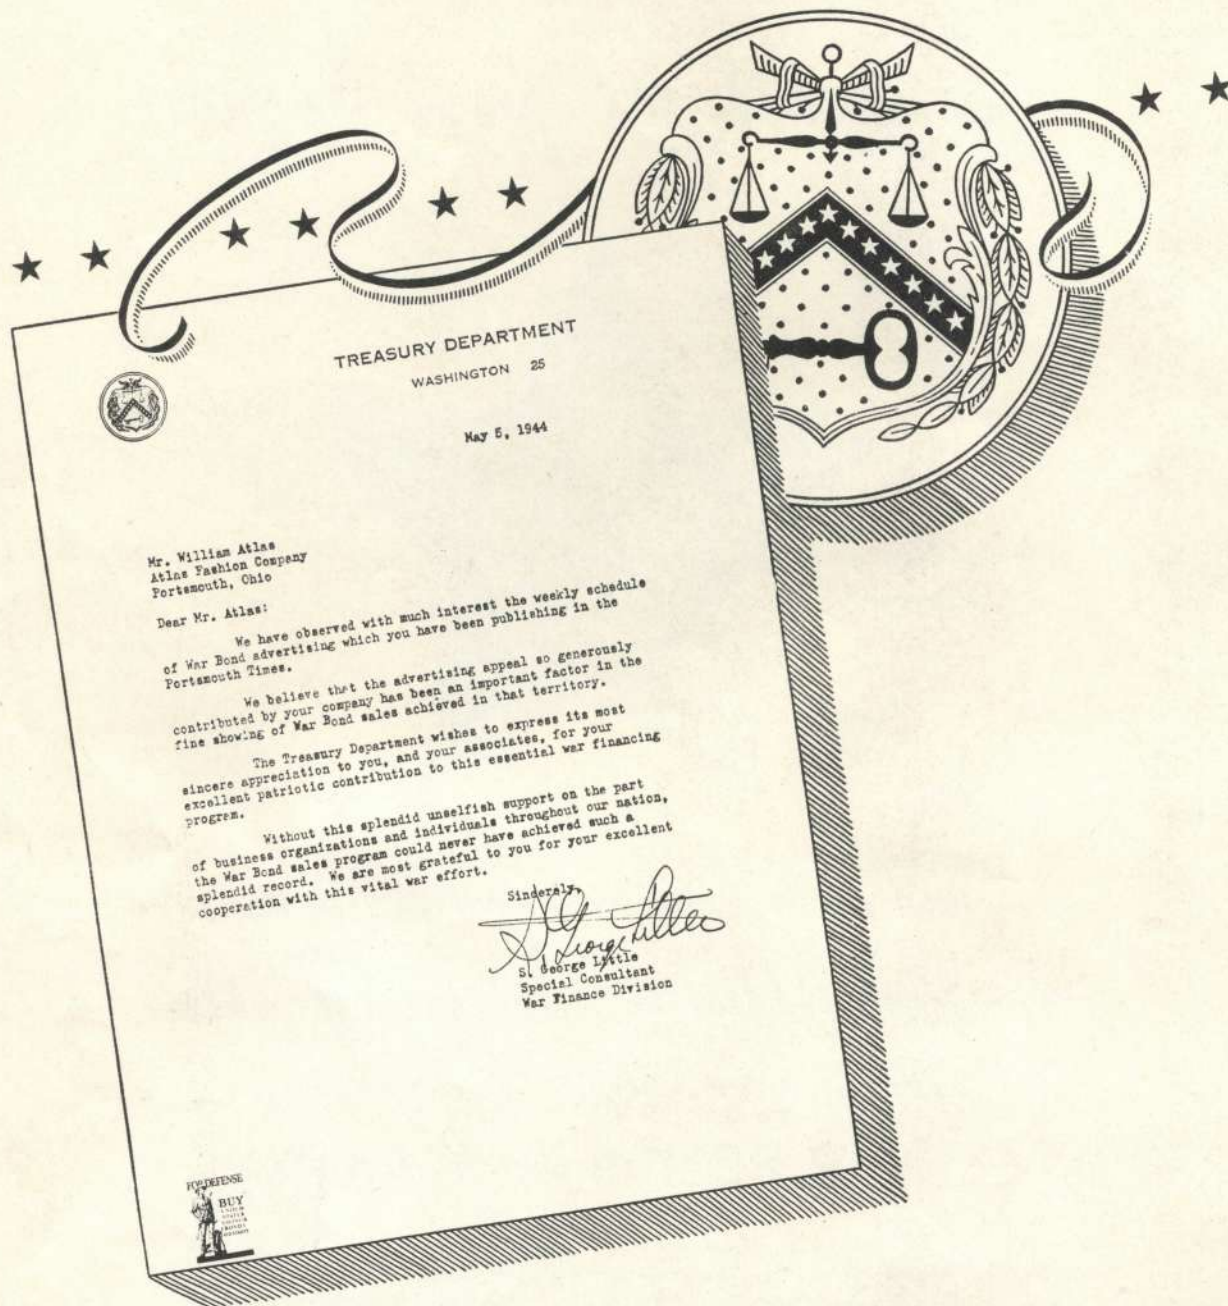 TREASURY DEPARTMENT
WASHINGTON 25
May 5, 1944
Mr. William Atlas
Atlas Fashion Company
Portsmouth, Ohio
Dear Mr. Atlas:
We have observed with much interest the weekly schedule
of War Bond advertising which you have been publishing in the
Portsmouth Times.
We believe that the advertising appeal so generously
contributed by your company has been an important factor in the
fine showing of War Bond sales achieved in that territory.
The Treasury Department wishes to express its most
sincere appreciation to you, and your associates, for your
excellent patriotic contribution to this essential war financing
program.
Without this splendid unselfish support on the part
of business organizations and individuals throughout our nation,
the War Bond sales program could never have achieved such a
splendid record. We are most grateful to you for your excellent
cooperation with this vital war effort.
Sincerely,
S. George Little
S. George Little
Special Consultant
War Finance Division
FOR DEFENSE
BUY
UNITED
STATES
SAVINGS
BONDS